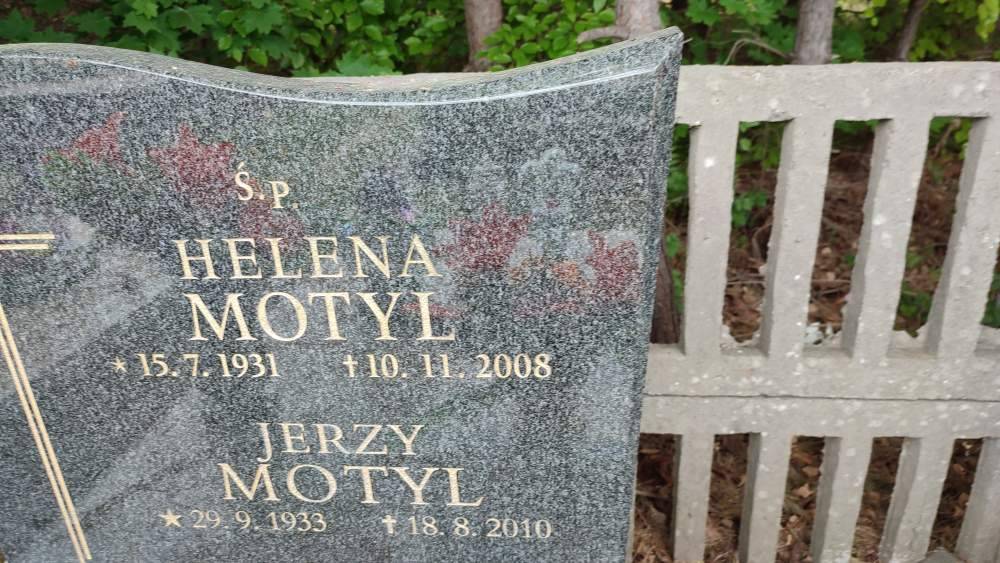 Ś.P.
HELENA
MOTYL
* 15. 7. 1931 † 10. 11. 2008
JERZY
MOTYL
★ 29. 9. 1933 † 18. 8. 2010